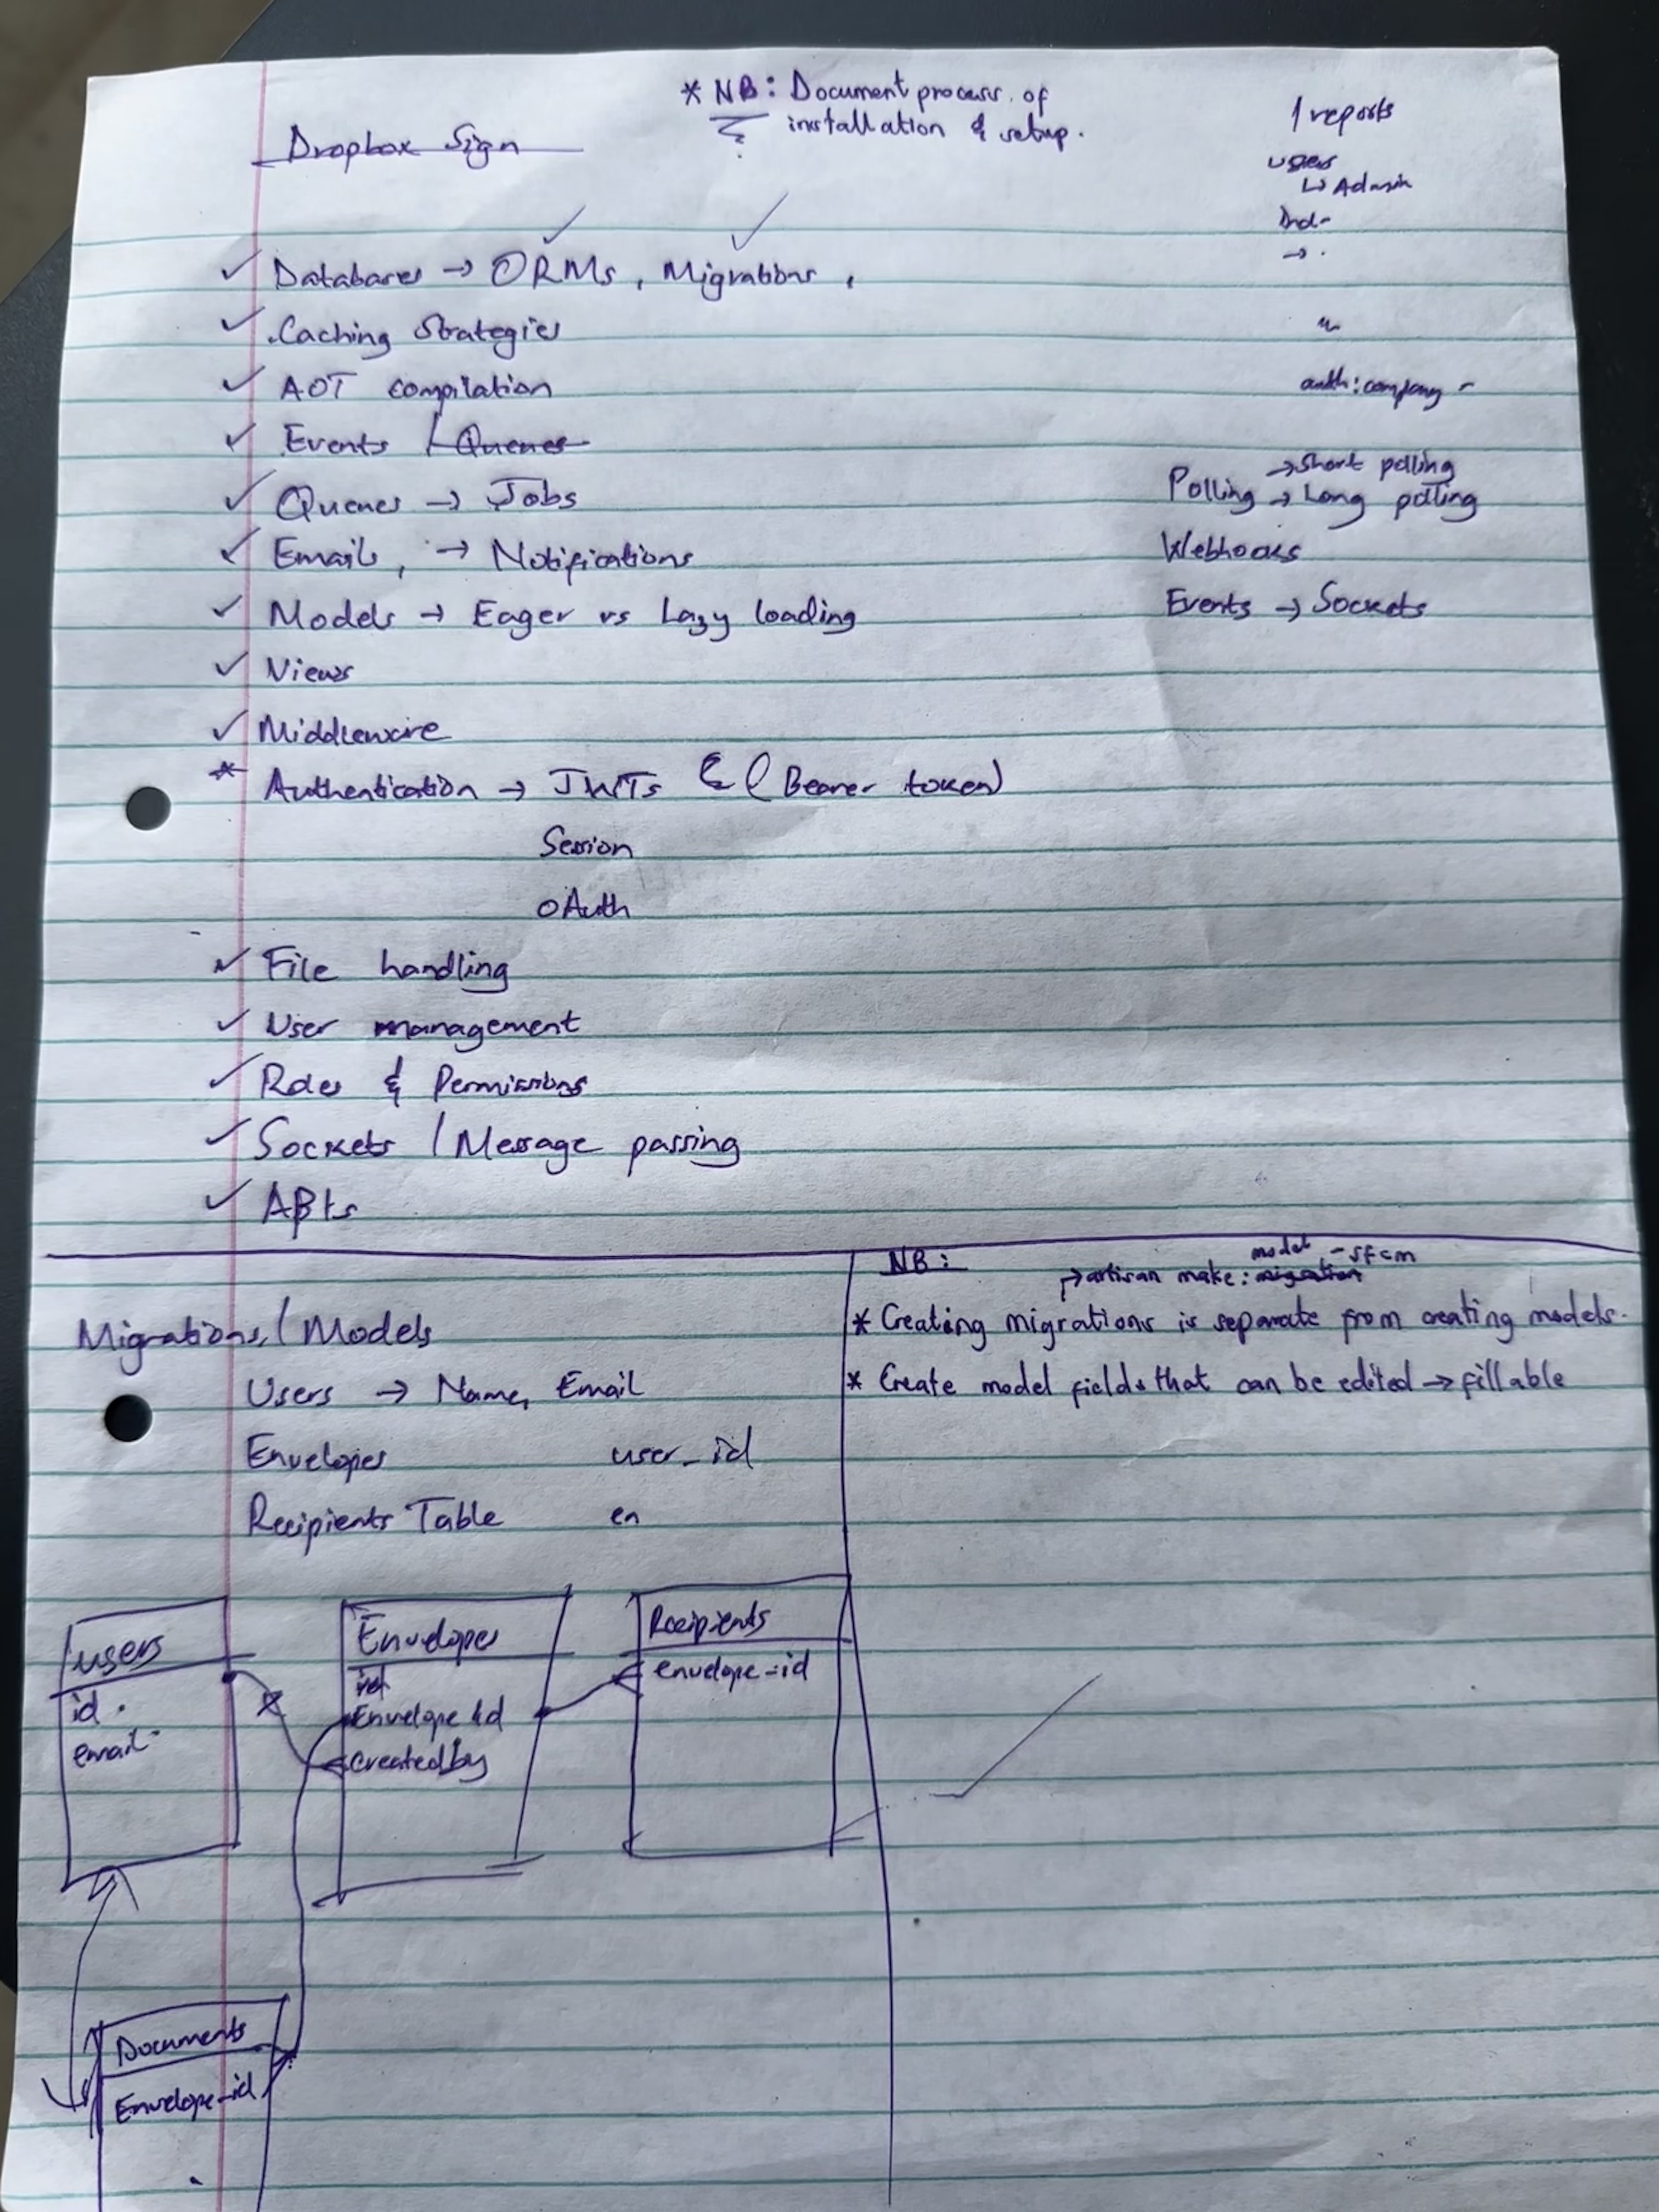 * NB: Document process of
installation & setup.
Dropbox Sign
/reports
users
↳ Admin
✓ Databases → ORMs, Migrations,
✓ Caching Strategies
✓ AOT compilation
auth:company
✓ Events / Queues
✓ Queues → Jobs
✓ Emails, → Notifications
✓ Models → Eager vs Lazy loading
✓ Views
✓ Middleware
* Authentication → JWTs & (Bearer token)
Session
OAuth
✓ File handling
✓ User management
✓ Roles & Permissions
✓ Sockets / Message passing
✓ APIs
→ Short polling
Polling → Long polling
Webhooks
Events → Sockets
Migrations / Models
Users → Name, Email
Envelopes user_id
Recipients Table en
NB:
model -sfcm
→ artisan make: migration
* Creating migrations is separate from creating models.
* Create model fields that can be edited → fillable
users
id
email
Envelopes
id
Envelope Id
Created by
Recipients
envelope_id
Documents
Envelope_id